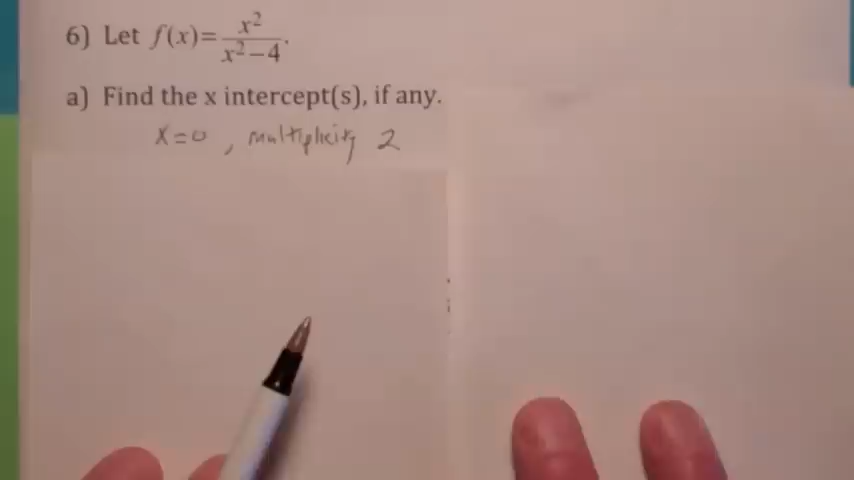 6) Let f(x)=x²/x²−4.
a) Find the x intercept(s), if any.
x=0, multiplicity 2